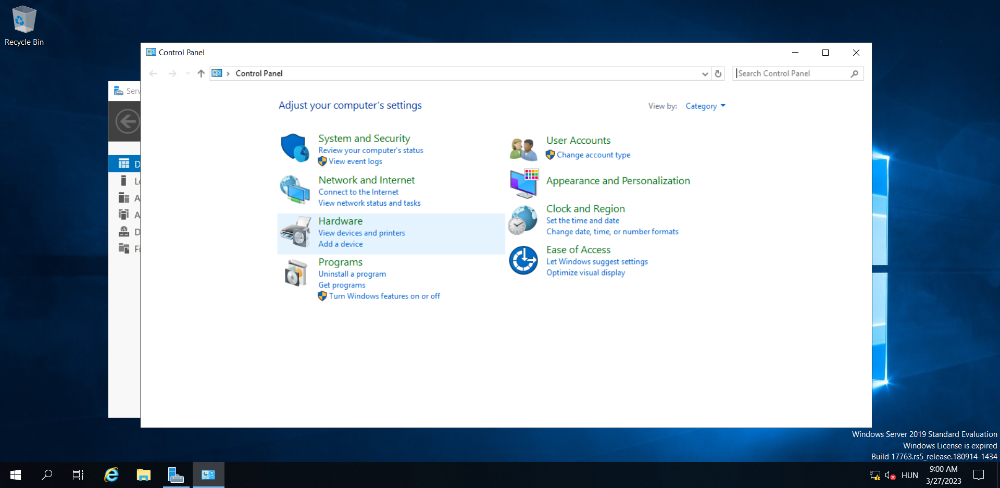 Recycle Bin
Control Panel
Control Panel
Search Control Panel
Serv
Adjust your computer's settings
View by: Category
System and Security
Review your computer's status
View event logs
Network and Internet
Connect to the Internet
View network status and tasks
Hardware
View devices and printers
Add a device
Programs
Uninstall a program
Get programs
Turn Windows features on or off
User Accounts
Change account type
Appearance and Personalization
Clock and Region
Set the time and date
Change date, time, or number formats
Ease of Access
Let Windows suggest settings
Optimize visual display
D
Lo
A
A
D
Fi
Windows Server 2019 Standard Evaluation
Windows License is expired
Build 17763.rs5_release.180914-1434
HUN
9:00 AM
3/27/2023